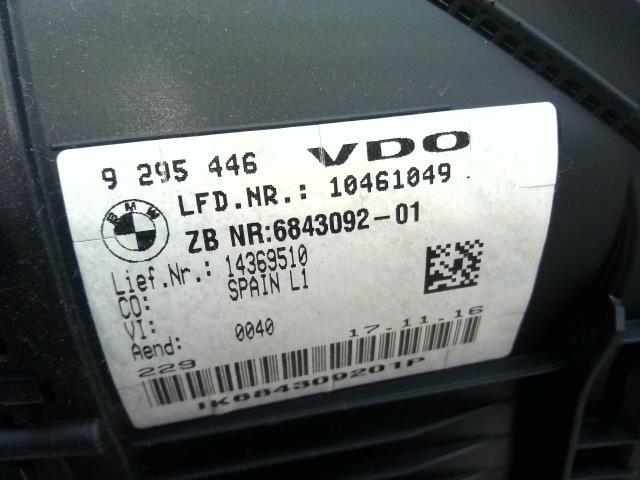 9 295 446 VDO
BMW
LFD.NR.: 10461049
ZB NR:6843092-01
Lief.Nr.: 14369510
CO: SPAIN L1
VI:
Aend: 0040 17.11.16
229
IK684309201P